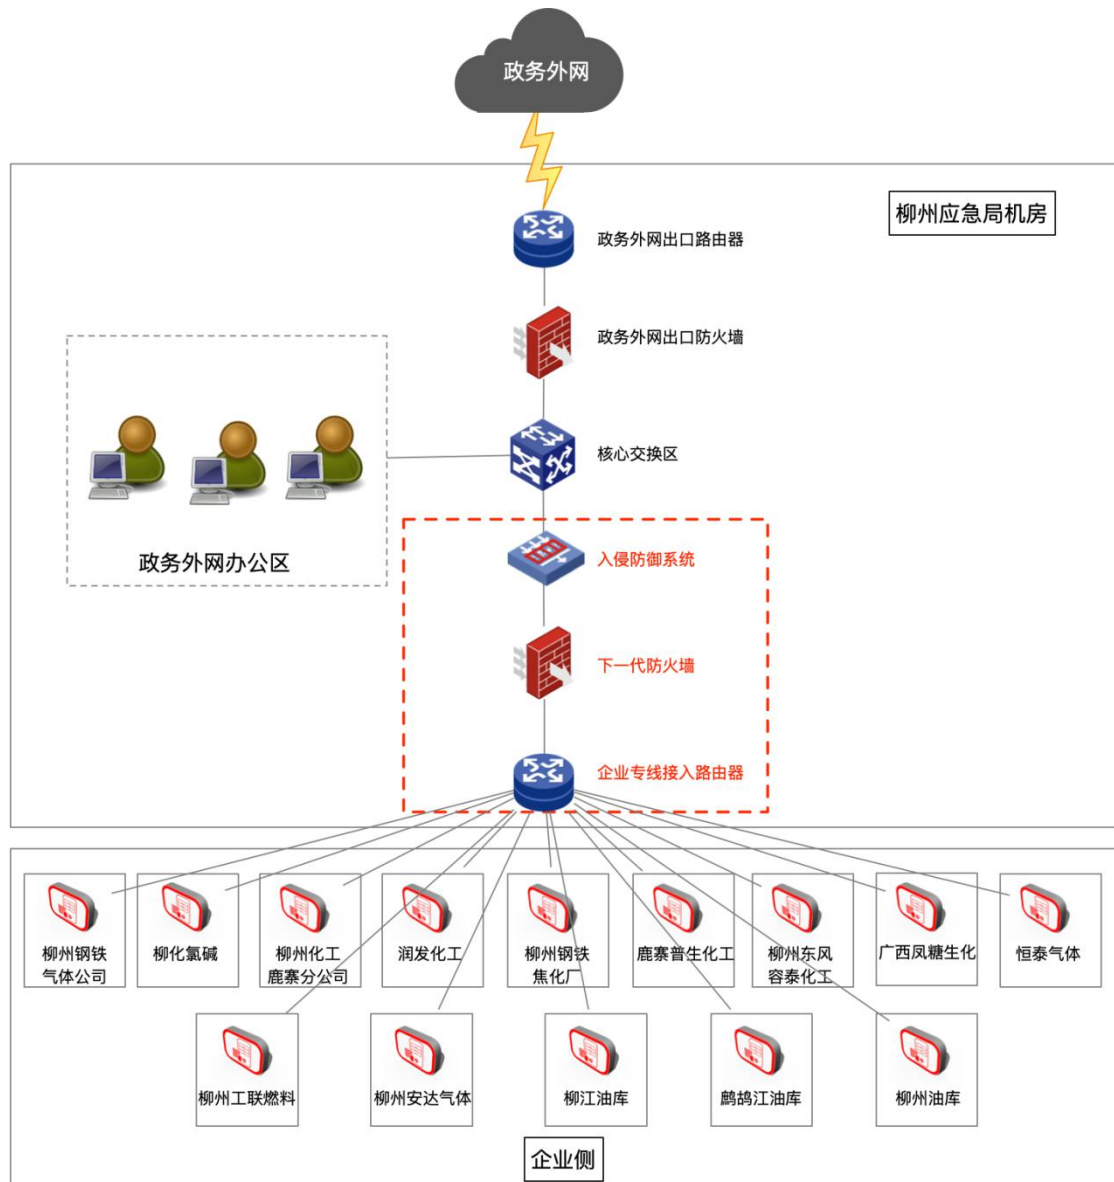 政务外网
柳州应急局机房
政务外网出口路由器
政务外网出口防火墙
核心交换区
政务外网办公区
入侵防御系统
下一代防火墙
企业专线接入路由器
柳州钢铁
气体公司
柳化氯碱
柳州化工
鹿寨分公司
润发化工
柳州钢铁
焦化厂
鹿寨普生化工
柳州东风
容泰化工
广西凤糖生化
恒泰气体
柳州工联燃料
柳州安达气体
柳江油库
鹧鸪江油库
柳州油库
企业侧